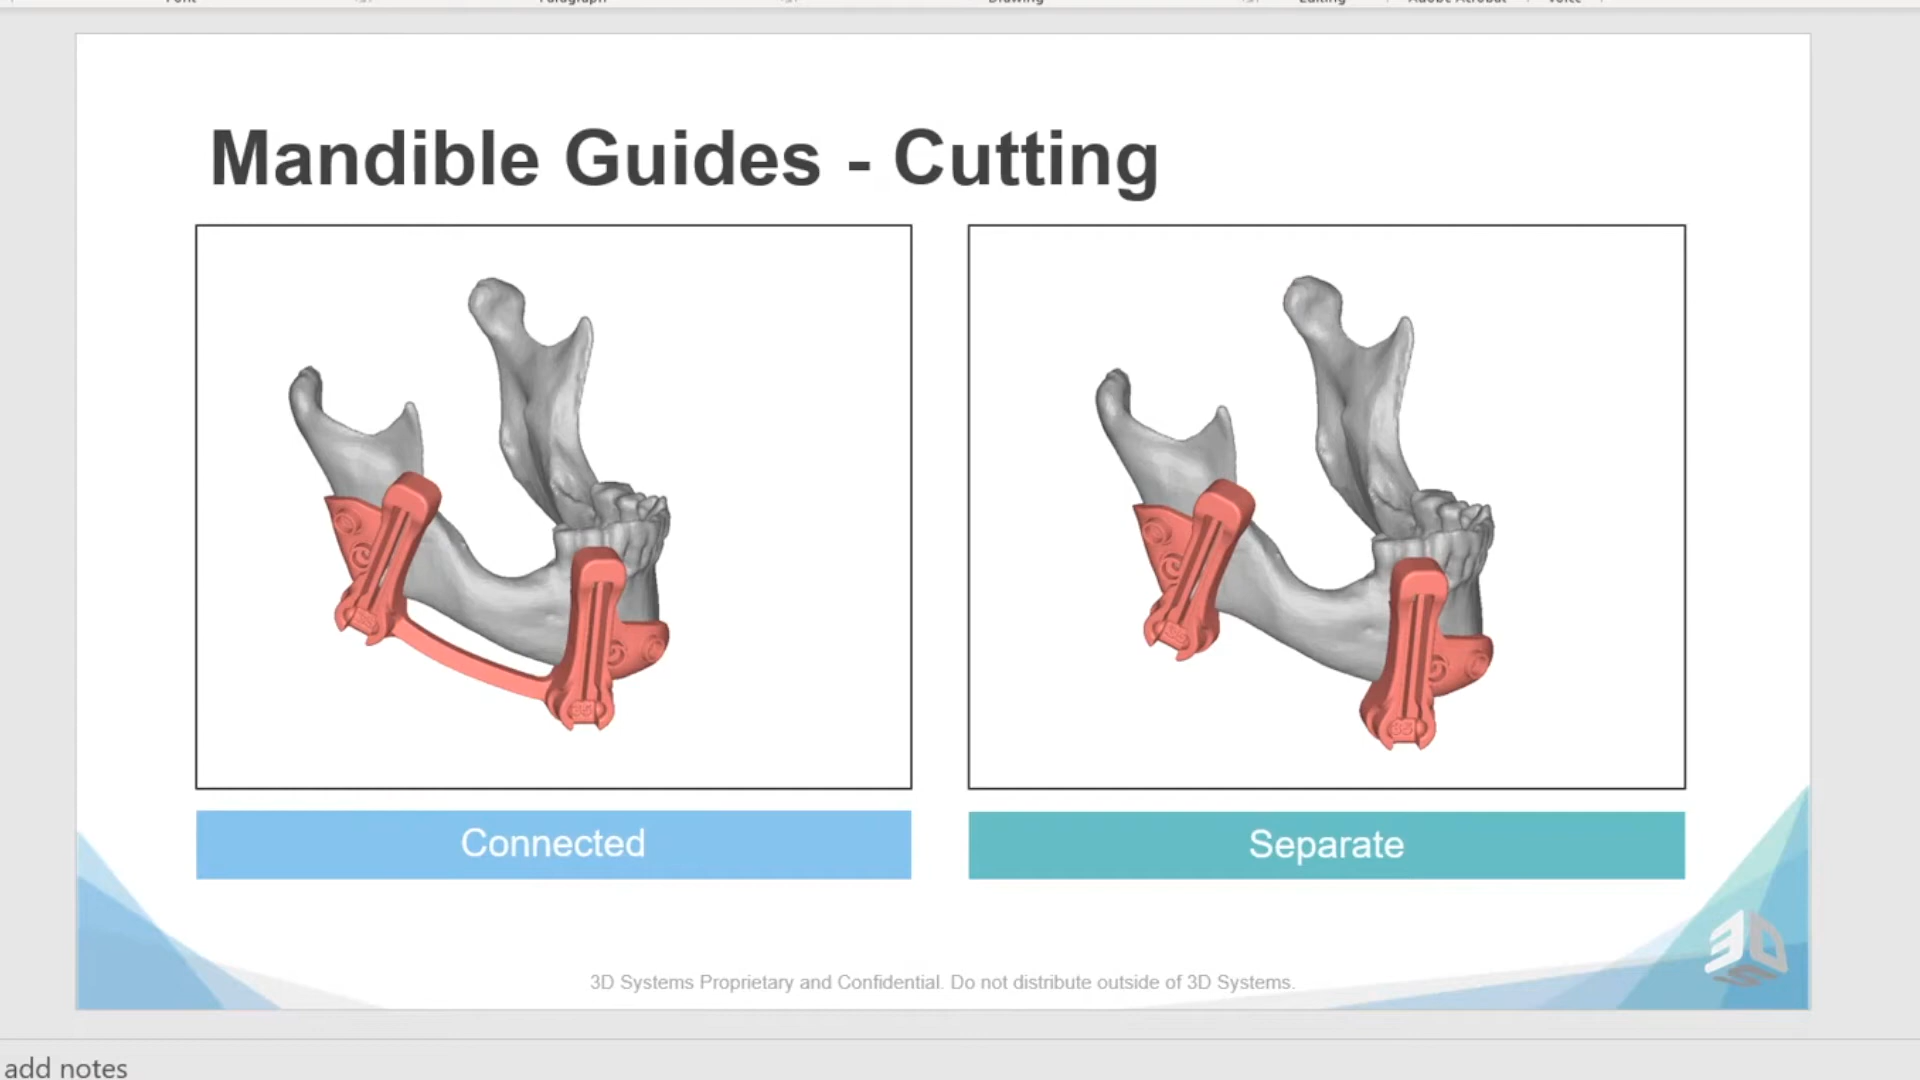 Mandible Guides - Cutting
Connected
Separate
3D Systems Proprietary and Confidential. Do not distribute outside of 3D Systems.
add notes